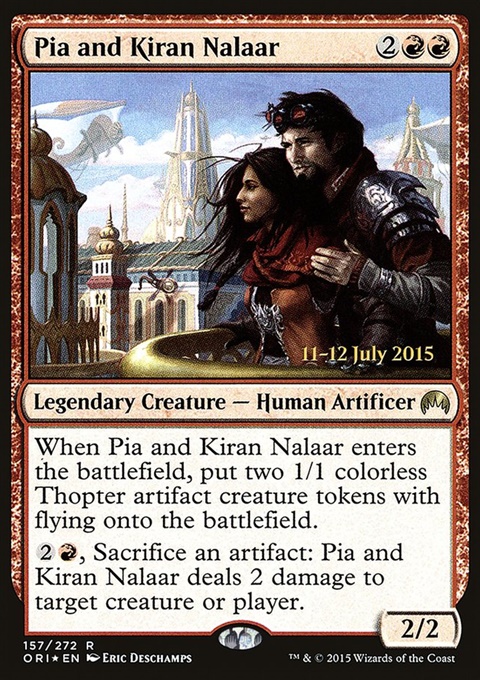 Pia and Kiran Nalaar 2
11-12 July 2015
Legendary Creature — Human Artificer
When Pia and Kiran Nalaar enters
the battlefield, put two 1/1 colorless
Thopter artifact creature tokens with
flying onto the battlefield.
2, Sacrifice an artifact: Pia and
Kiran Nalaar deals 2 damage to
target creature or player.
2/2
157/272 R
ORI★EN Eric Deschamps
™ & © 2015 Wizards of the Coast